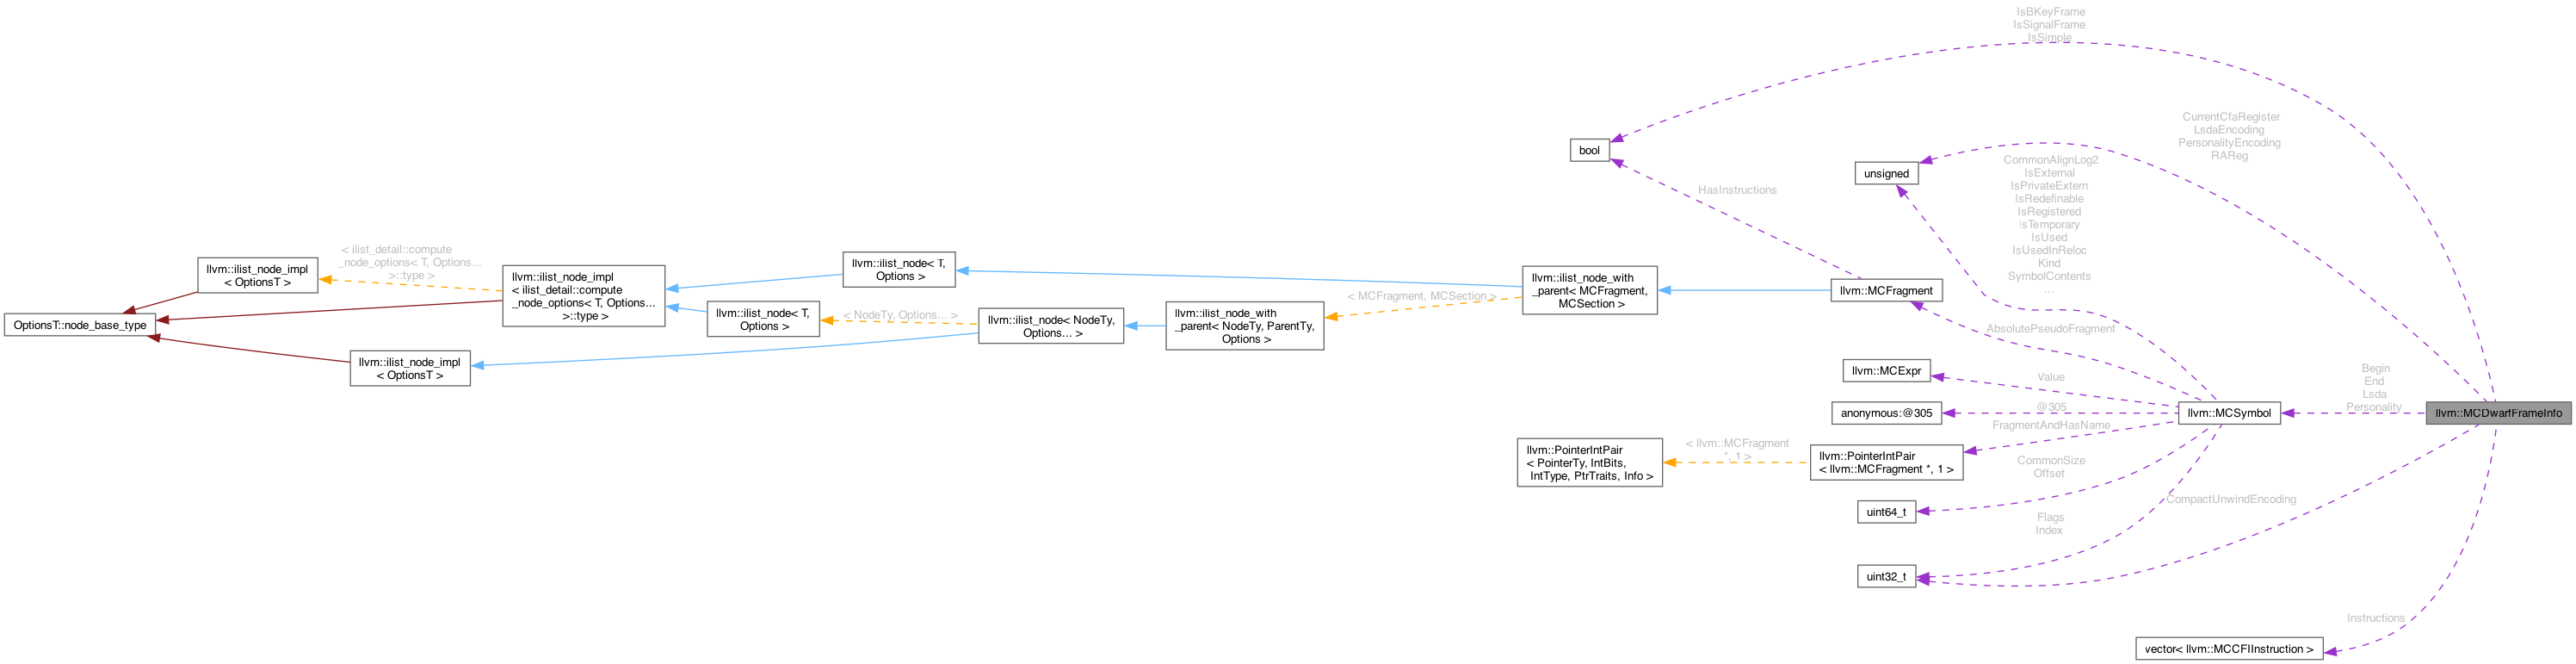 IsBKeyFrame
IsSignalFrame
IsSimple
bool
HasInstructions
CurrentCfaRegister
LsdaEncoding
PersonalityEncoding
RAReg
unsigned
CommonAlignLog2
IsExternal
IsPrivateExtern
IsRedefinable
IsRegistered
IsTemporary
IsUsed
IsUsedInReloc
Kind
SymbolContents
...
< ilist_detail::compute
_node_options< T, Options...
>::type >
llvm::ilist_node_impl
< OptionsT >
OptionsT::node_base_type
llvm::ilist_node_impl
< ilist_detail::compute
_node_options< T, Options...
>::type >
llvm::ilist_node_impl
< OptionsT >
llvm::ilist_node< T,
Options >
llvm::ilist_node< T,
Options >
< NodeTy, Options... >
llvm::ilist_node< NodeTy,
Options... >
llvm::ilist_node_with
_parent< NodeTy, ParentTy,
Options >
< MCFragment, MCSection >
llvm::ilist_node_with
_parent< MCFragment,
MCSection >
llvm::MCFragment
AbsolutePseudoFragment
llvm::MCExpr
Value
anonymous:@305
@305
FragmentAndHasName
llvm::PointerIntPair
< PointerTy, IntBits,
IntType, PtrTraits, Info >
< llvm::MCFragment
*, 1 >
llvm::PointerIntPair
< llvm::MCFragment *, 1 >
CommonSize
Offset
uint64_t
Flags
Index
uint32_t
llvm::MCSymbol
Begin
End
Lsda
Personality
llvm::MCDwarfFrameInfo
CompactUnwindEncoding
Instructions
vector< llvm::MCCFIInstruction >